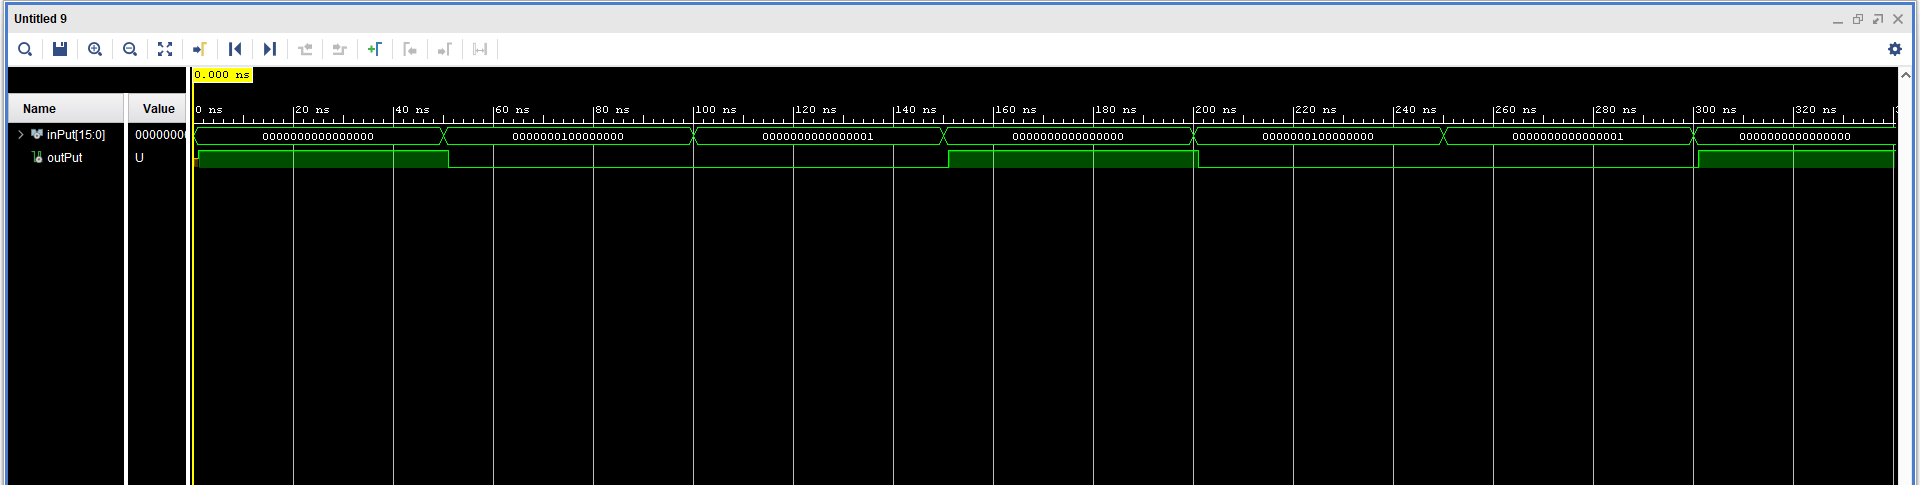 Untitled 9
0.000 ns
Name Value
0 ns 20 ns 40 ns 60 ns 80 ns 100 ns 120 ns 140 ns 160 ns 180 ns 200 ns 220 ns 240 ns 260 ns 280 ns 300 ns 320 ns
inPut[15:0] 0000000 0000000000000000 0000000100000000 0000000000000001 0000000000000000 0000000100000000 0000000000000001 0000000000000000
outPut U